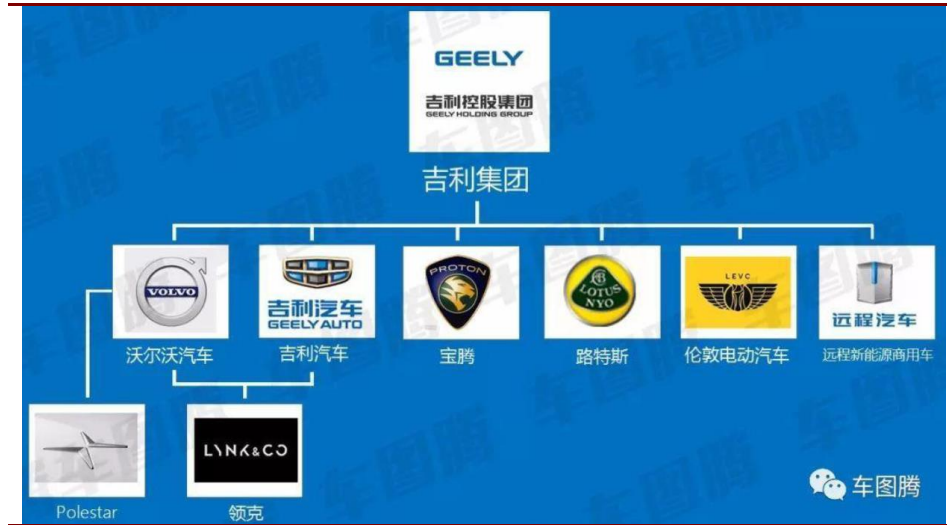 GEELY
吉利控股集团
GEELY HOLDING GROUP
吉利集团
VOLVO
吉利汽车
GEELY AUTO
PROTON
LOTUS
NYO
LEVC
远程汽车
沃尔沃汽车
吉利汽车
宝腾
路特斯
伦敦电动汽车
远程新能源商用车
LYNK&CO
Polestar
领克
车图腾